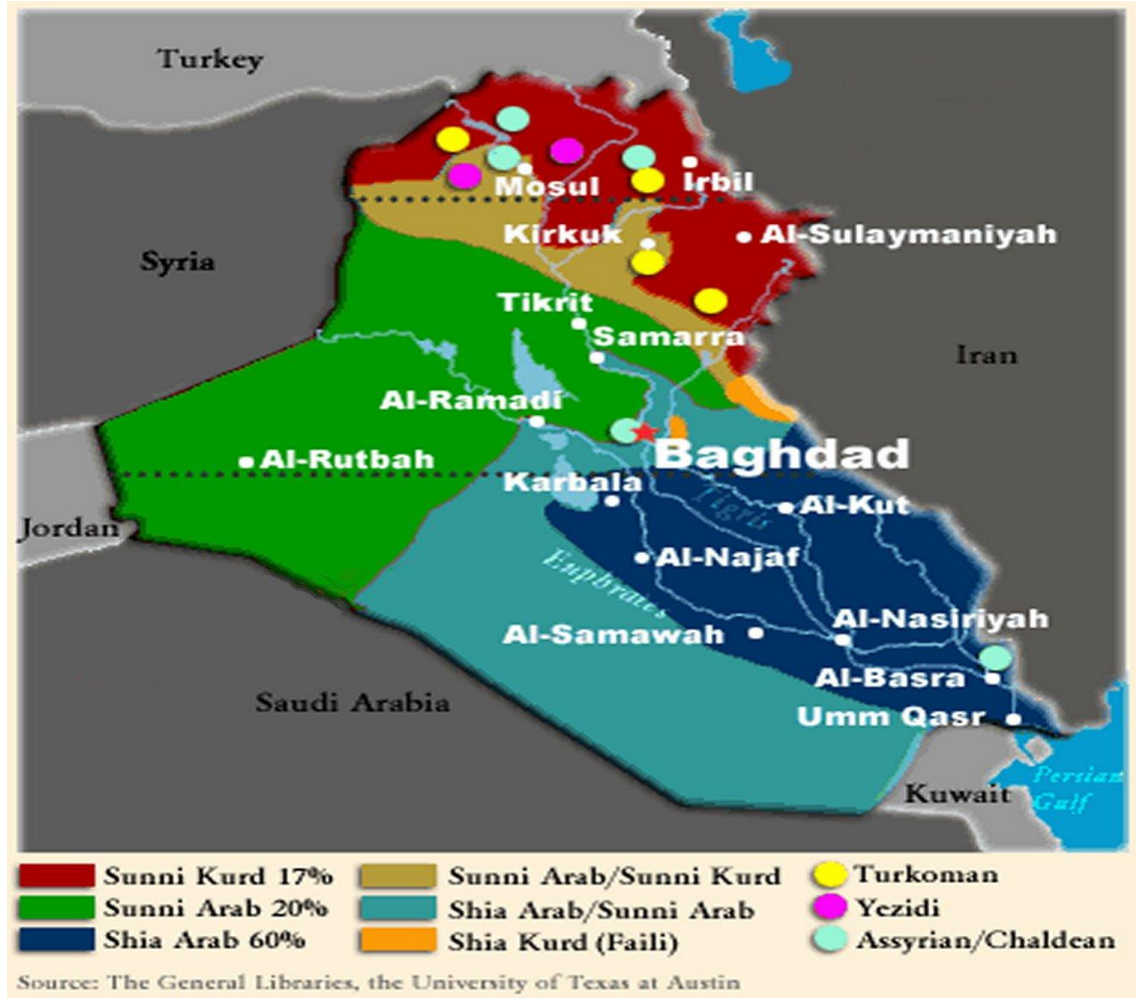 Turkey
Mosul
Irbil
Kirkuk
Al-Sulaymaniyah
Syria
Tikrit
Samarra
Iran
Al-Ramadi
Baghdad
Al-Rutbah
Karbala
Tigris
Al-Kut
Jordan
Al-Najaf
Euphrates
Al-Nasiriyah
Al-Samawah
Al-Basra
Saudi Arabia
Umm Qasr
Persian
Gulf
Kuwait
Sunni Kurd 17%
Sunni Arab/Sunni Kurd
Turkoman
Sunni Arab 20%
Shia Arab/Sunni Arab
Yezidi
Shia Arab 60%
Shia Kurd (Faili)
Assyrian/Chaldean
Source: The General Libraries, the University of Texas at Austin